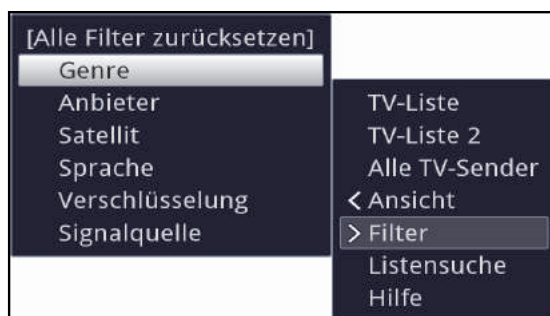 [Alle Filter zurücksetzen]
Genre
Anbieter
Satellit
Sprache
Verschlüsselung
Signalquelle
TV-Liste
TV-Liste 2
Alle TV-Sender
< Ansicht
> Filter
Listensuche
Hilfe